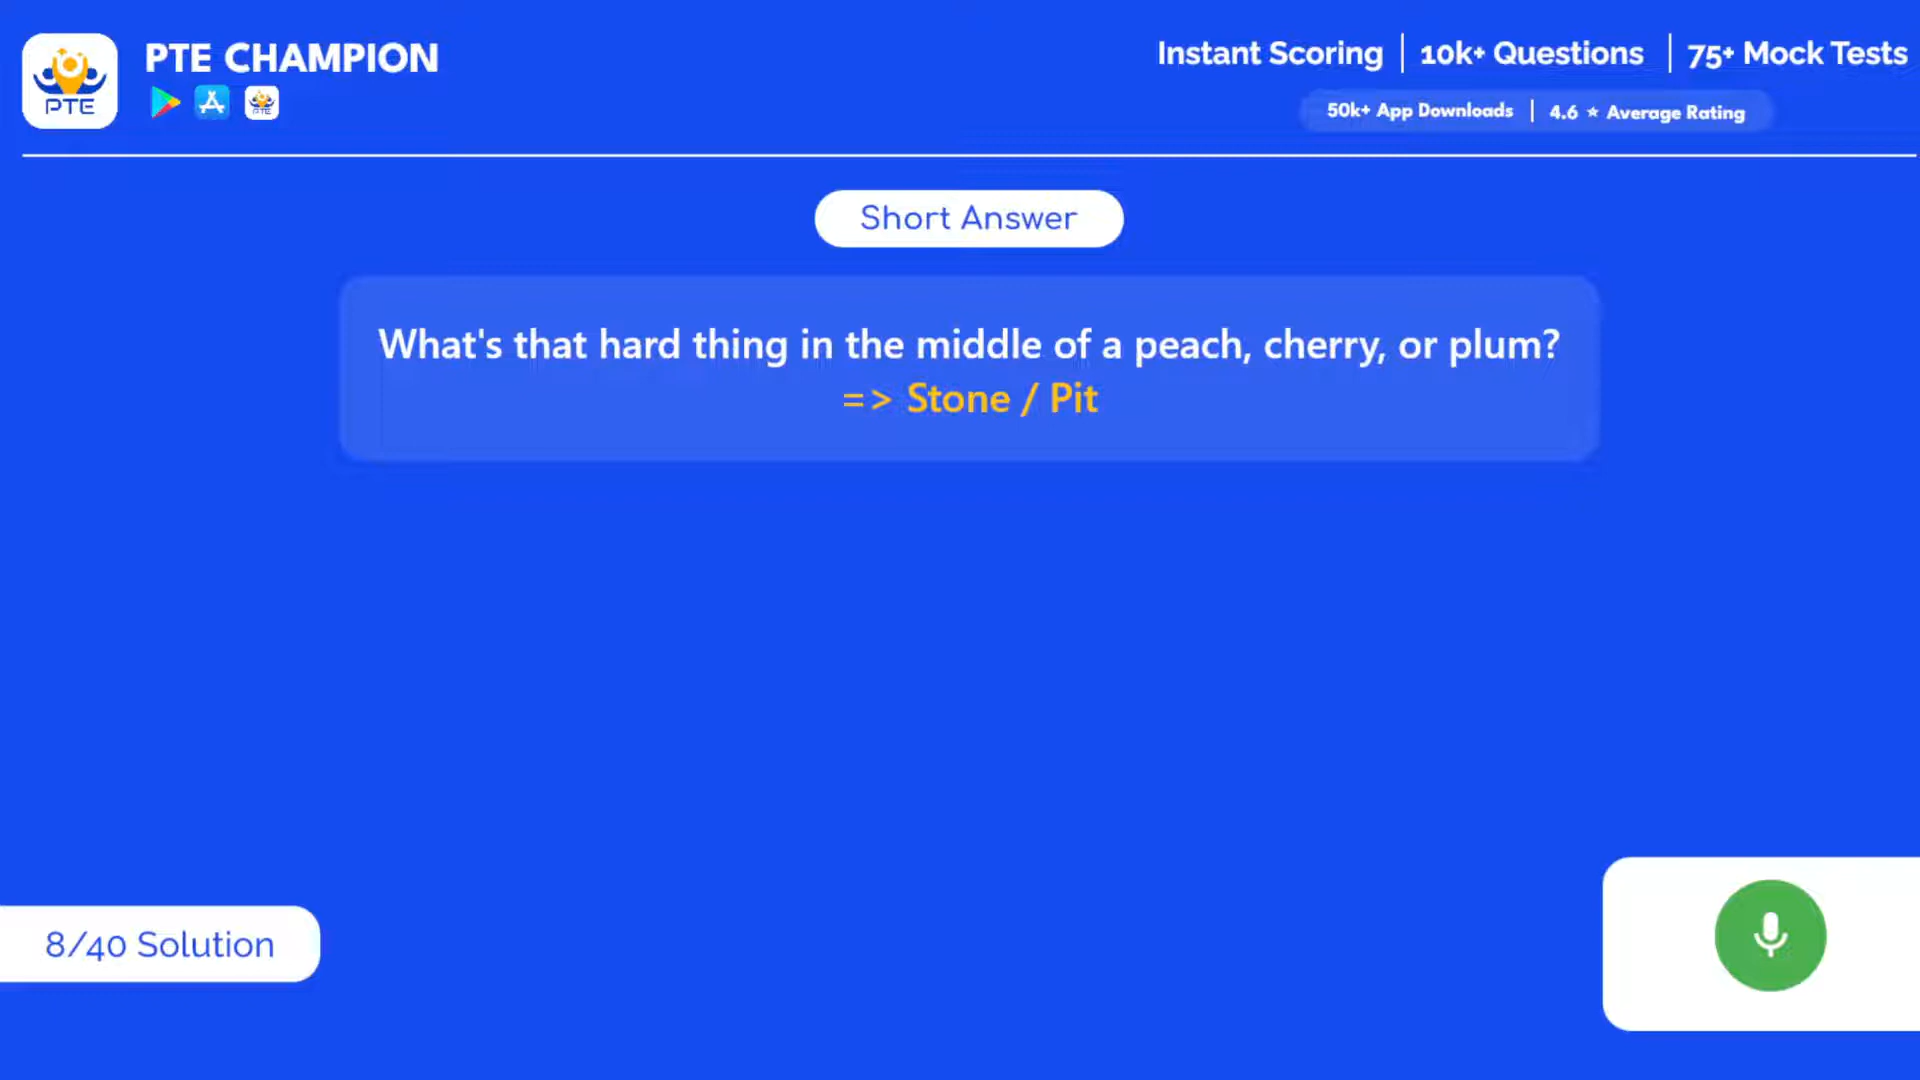 PTE
PTE CHAMPION
PTE
Instant Scoring | 10k+ Questions | 75+ Mock Tests
50k+ App Downloads | 4.6 ★ Average Rating
Short Answer
What's that hard thing in the middle of a peach, cherry, or plum?
=> Stone / Pit
8/40 Solution